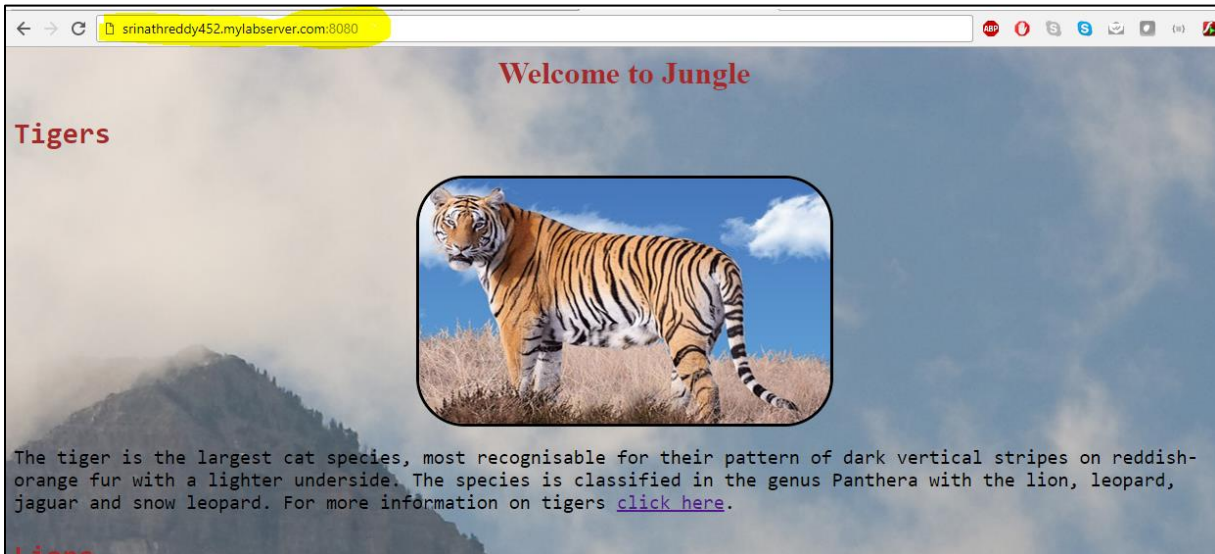 srinathreddy452.mylabserver.com:8080
ABP
Welcome to Jungle
Tigers
The tiger is the largest cat species, most recognisable for their pattern of dark vertical stripes on reddish-
orange fur with a lighter underside. The species is classified in the genus Panthera with the lion, leopard,
jaguar and snow leopard. For more information on tigers click here.